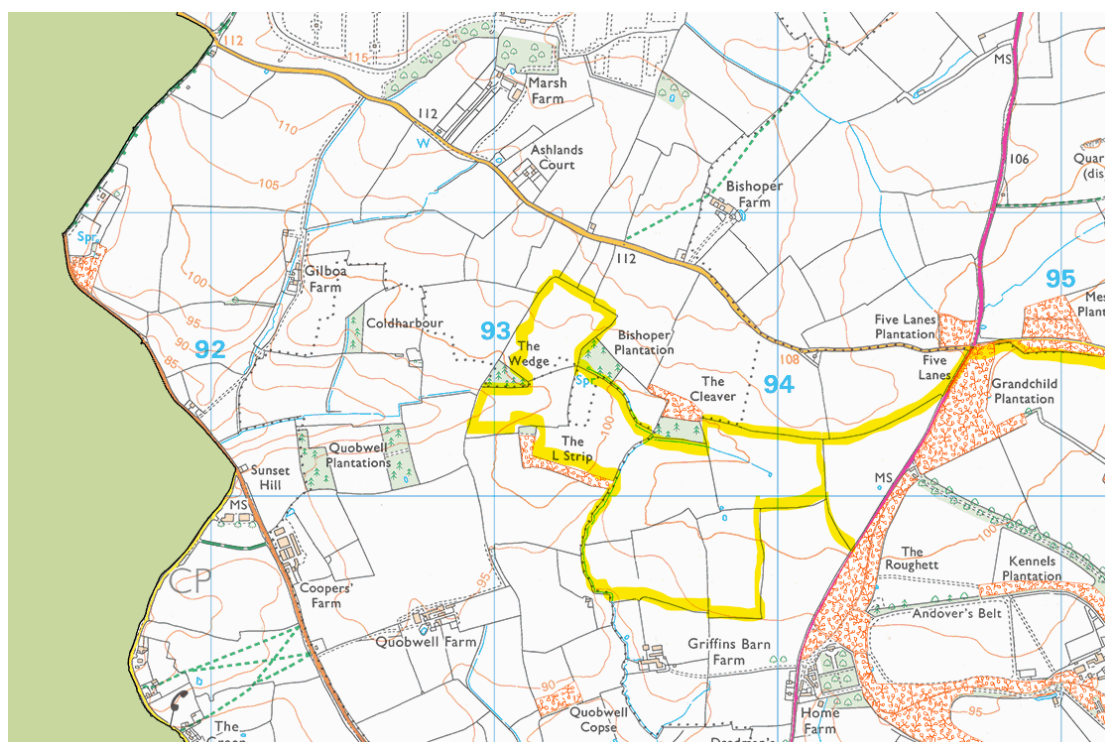 112
115
MS
Marsh
Farm
112
110
W
Ashlands
Court
106
Quar
(dis
105
Bishoper
Farm
Spr
112
Gilboa
Farm
100
95
Five Lanes
Plantation
Mes
Plant
95
90
92
Coldharbour
93
The
Wedge
Bishoper
Plantation
108
94
Five
Lanes
85
Spr
The
Cleaver
Grandchild
Plantation
100
The
L Strip
Quobwell
Plantations
Sunset
Hill
MS
MS
The
Roughett
Kennels
Plantation
CP
Coopers'
Farm
95
100
Andover's Belt
Quobwell Farm
Griffins Barn
Farm
90
Quobwell
Copse
Home
Farm
95
The
Green
Deadman's